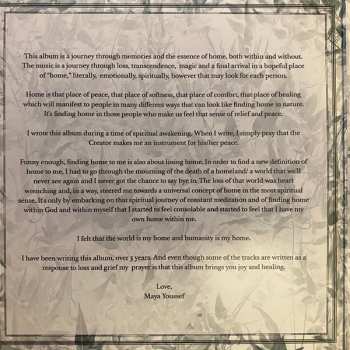 This album is a journey through memories and the essence of home, both within and without.
The music is a journey through loss, transcendence, magic and a final arrival in a hopeful place
of "home," literally, emotionally, spiritually, however that may look for each person.
Home is that place of peace, that place of softness, that place of comfort, that place of healing
which will manifest to people in many different ways that can look like finding home in nature.
It's finding home in those people who make us feel that sense of relief and peace.
I wrote this album during a time of spiritual awakening. When I write, I simply pray that the
Creator makes me an instrument for his/her peace.
Funny enough, finding home to me is also about losing home. In order to find a new definition of
home to me, I had to go through the mourning of the death of a homeland/ a world that we'll
never see again and I never got the chance to say bye to. The loss of that world was heart
wrenching and, in a way, steered me towards a universal concept of home in the most spiritual
sense. It's only by embarking on that spiritual journey of constant meditation and of finding home
within God and within myself that I started to feel consolable and started to feel that I have my
own home within me.
I felt that the world is my home and humanity is my home.
I have been writing this album, over 3 years. And even though some of the tracks are written as a
response to loss and grief my prayer is that this album brings you joy and healing.
Love,
Maya Youssef